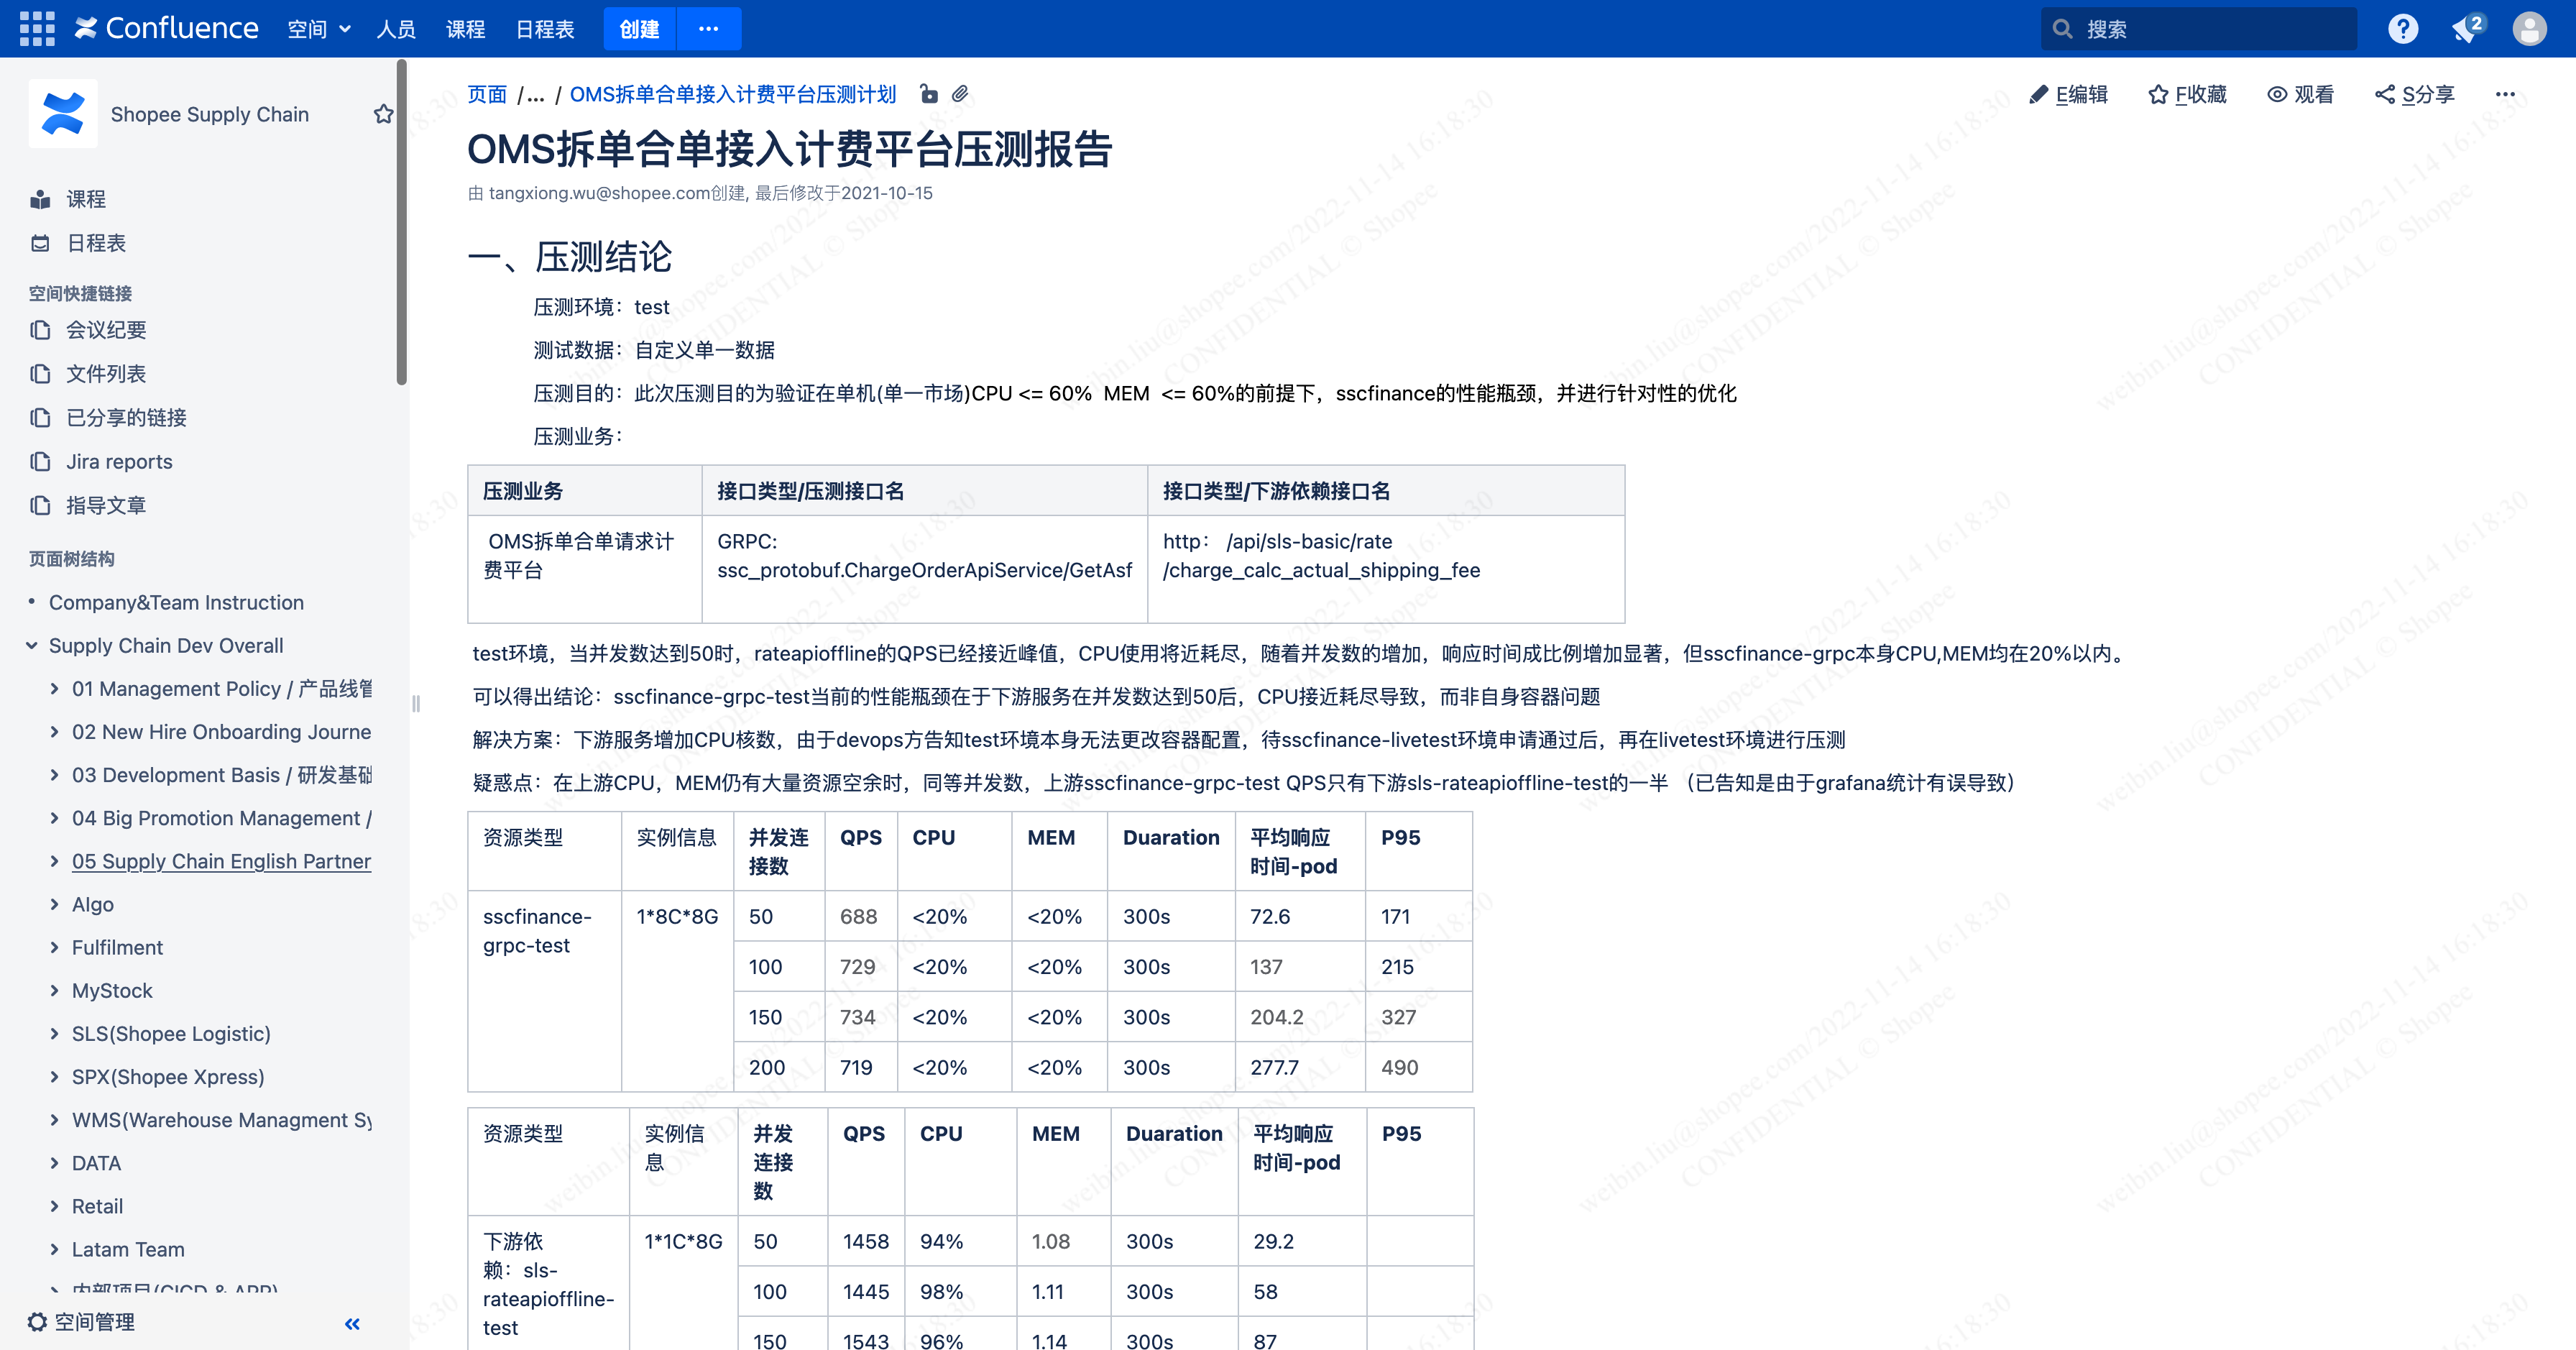 Confluence 空间 人员 课程 日程表 创建 ··· 搜索 2
Shopee Supply Chain
课程
日程表
空间快捷链接
会议纪要
文件列表
已分享的链接
Jira reports
指导文章
页面树结构
Company&Team Instruction
Supply Chain Dev Overall
01 Management Policy / 产品线管
02 New Hire Onboarding Journe
03 Development Basis / 研发基础
04 Big Promotion Management /
05 Supply Chain English Partner
Algo
Fulfilment
MyStock
SLS(Shopee Logistic)
SPX(Shopee Xpress)
WMS(Warehouse Managment Sy
DATA
Retail
Latam Team
内部项目(CICD & APP)
空间管理
页面 /... / OMS拆单合单接入计费平台压测计划
E编辑 F收藏 观看 S分享 ···
OMS拆单合单接入计费平台压测报告
由 tangxiong.wu@shopee.com创建, 最后修改于2021-10-15
一、压测结论
压测环境：test
测试数据：自定义单一数据
压测目的：此次压测目的为验证在单机(单一市场)CPU <= 60% MEM <= 60%的前提下，sscfinance的性能瓶颈，并进行针对性的优化
压测业务：
压测业务 接口类型/压测接口名 接口类型/下游依赖接口名
OMS拆单合单请求计 GRPC: http： /api/sls-basic/rate
费平台 ssc_protobuf.ChargeOrderApiService/GetAsf /charge_calc_actual_shipping_fee
test环境，当并发数达到50时，rateapioffline的QPS已经接近峰值，CPU使用将近耗尽，随着并发数的增加，响应时间成比例增加显著，但sscfinance-grpc本身CPU,MEM均在20%以内。
可以得出结论：sscfinance-grpc-test当前的性能瓶颈在于下游服务在并发数达到50后，CPU接近耗尽导致，而非自身容器问题
解决方案：下游服务增加CPU核数，由于devops方告知test环境本身无法更改容器配置，待sscfinance-livetest环境申请通过后，再在livetest环境进行压测
疑惑点：在上游CPU，MEM仍有大量资源空余时，同等并发数，上游sscfinance-grpc-test QPS只有下游sls-rateapioffline-test的一半 （已告知是由于grafana统计有误导致）
资源类型 实例信息 并发连 QPS CPU MEM Duaration 平均响应 P95
接数 时间-pod
sscfinance- 1*8C*8G 50 688 <20% <20% 300s 72.6 171
grpc-test
100 729 <20% <20% 300s 137 215
150 734 <20% <20% 300s 204.2 327
200 719 <20% <20% 300s 277.7 490
资源类型 实例信 并发 QPS CPU MEM Duaration 平均响应 P95
息 连接 时间-pod
数
下游依 1*1C*8G 50 1458 94% 1.08 300s 29.2
赖：sls-
rateapioffline-
test
100 1445 98% 1.11 300s 58
150 1543 96% 1.14 300s 87
weibin.liu@shopee.com/2022-11-14 16:18:30
CONFIDENTIAL © Shopee